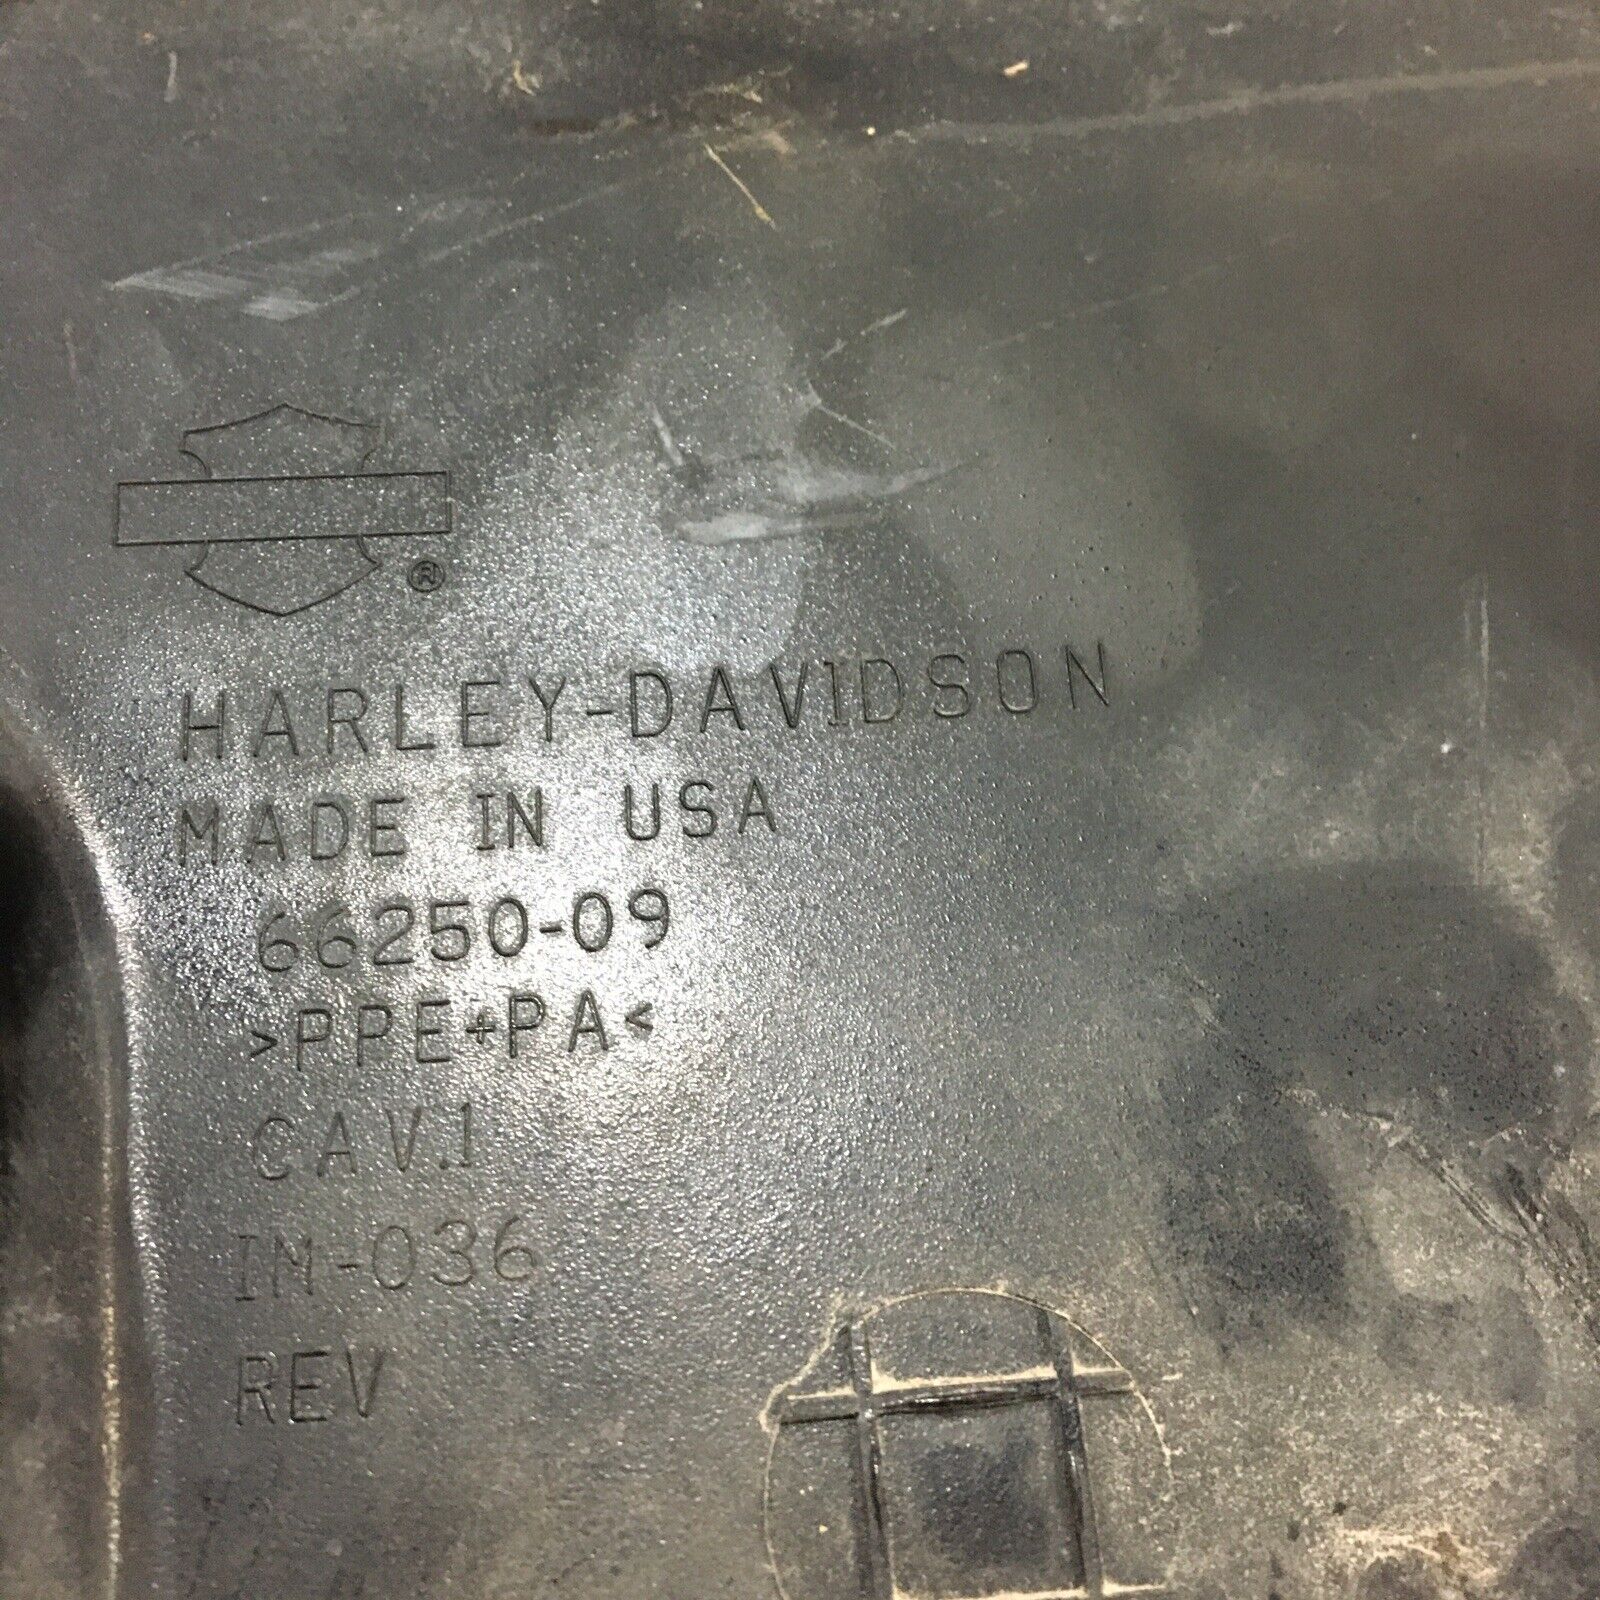 ®
HARLEY-DAVIDSON
MADE IN USA
66250-09
>PPE+PA<
CAV.1
IM-036
REV